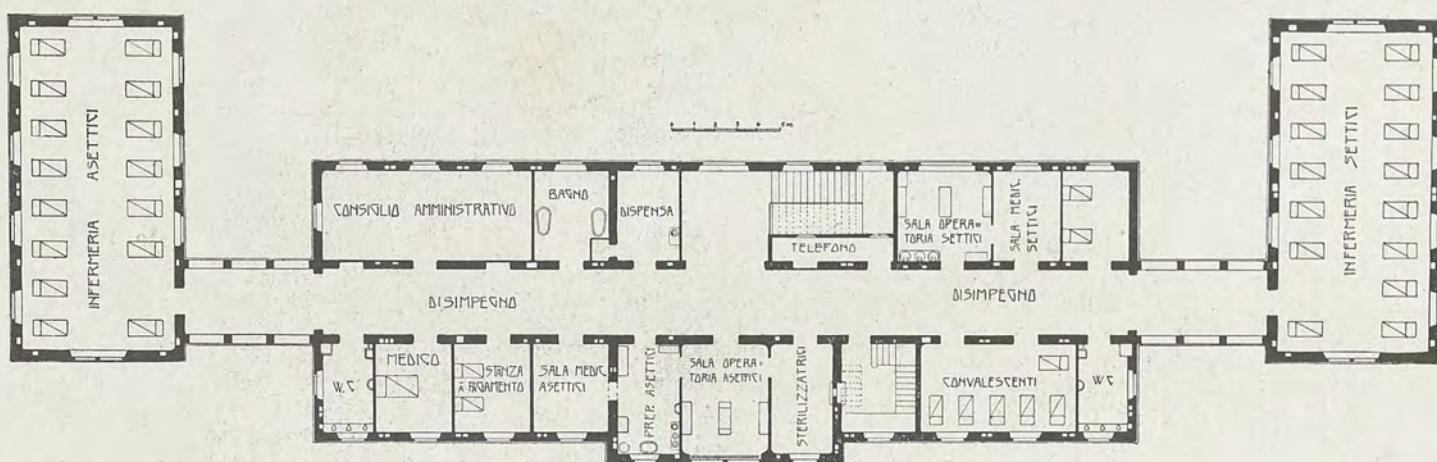 INFERMERIA ASETTICI
CONSIGLIO AMMINISTRATIVO
BAGNO
DISPENSA
TELEFONO
SALA OPERA=
TORIA SETTICI
SALA MEDIC.
SETTICI
INFERMERIA SETTICI
DISIMPEGNO
DISIMPEGNO
W.C
MEDICO
STANZA
A PAGAMENTO
SALA MEDIC.
ASETTICI
PREP. ASETTICI
SALA OPERA=
TORIA ASETTICI
STERILIZZATRICI
CONVALESCENTI
W.C